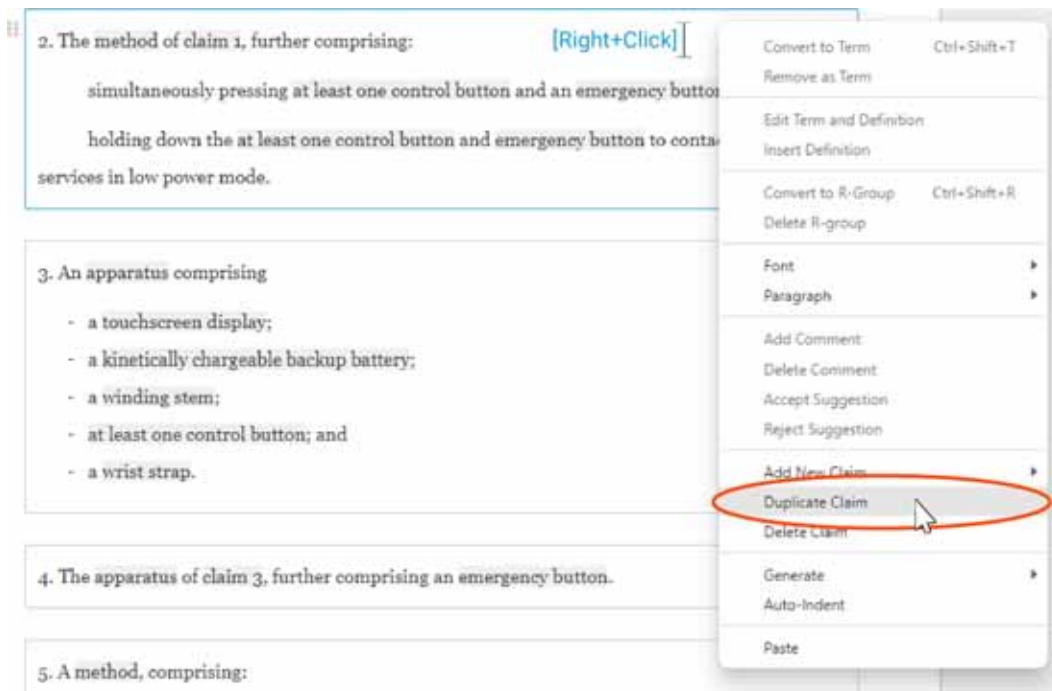 2. The method of claim 1, further comprising:
[Right+Click]
simultaneously pressing at least one control button and an emergency button
holding down the at least one control button and emergency button to conta
services in low power mode.
3. An apparatus comprising
- a touchscreen display;
- a kinetically chargeable backup battery;
- a winding stem;
- at least one control button; and
- a wrist strap.
4. The apparatus of claim 3, further comprising an emergency button.
5. A method, comprising:
Convert to Term Ctrl+Shift+T
Remove as Term
Edit Term and Definition
Insert Definition
Convert to R-Group Ctrl+Shift+R
Delete R-group
Font
Paragraph
Add Comment
Delete Comment
Accept Suggestion
Reject Suggestion
Add New Claim
Duplicate Claim
Delete Claim
Generate
Auto-Indent
Paste